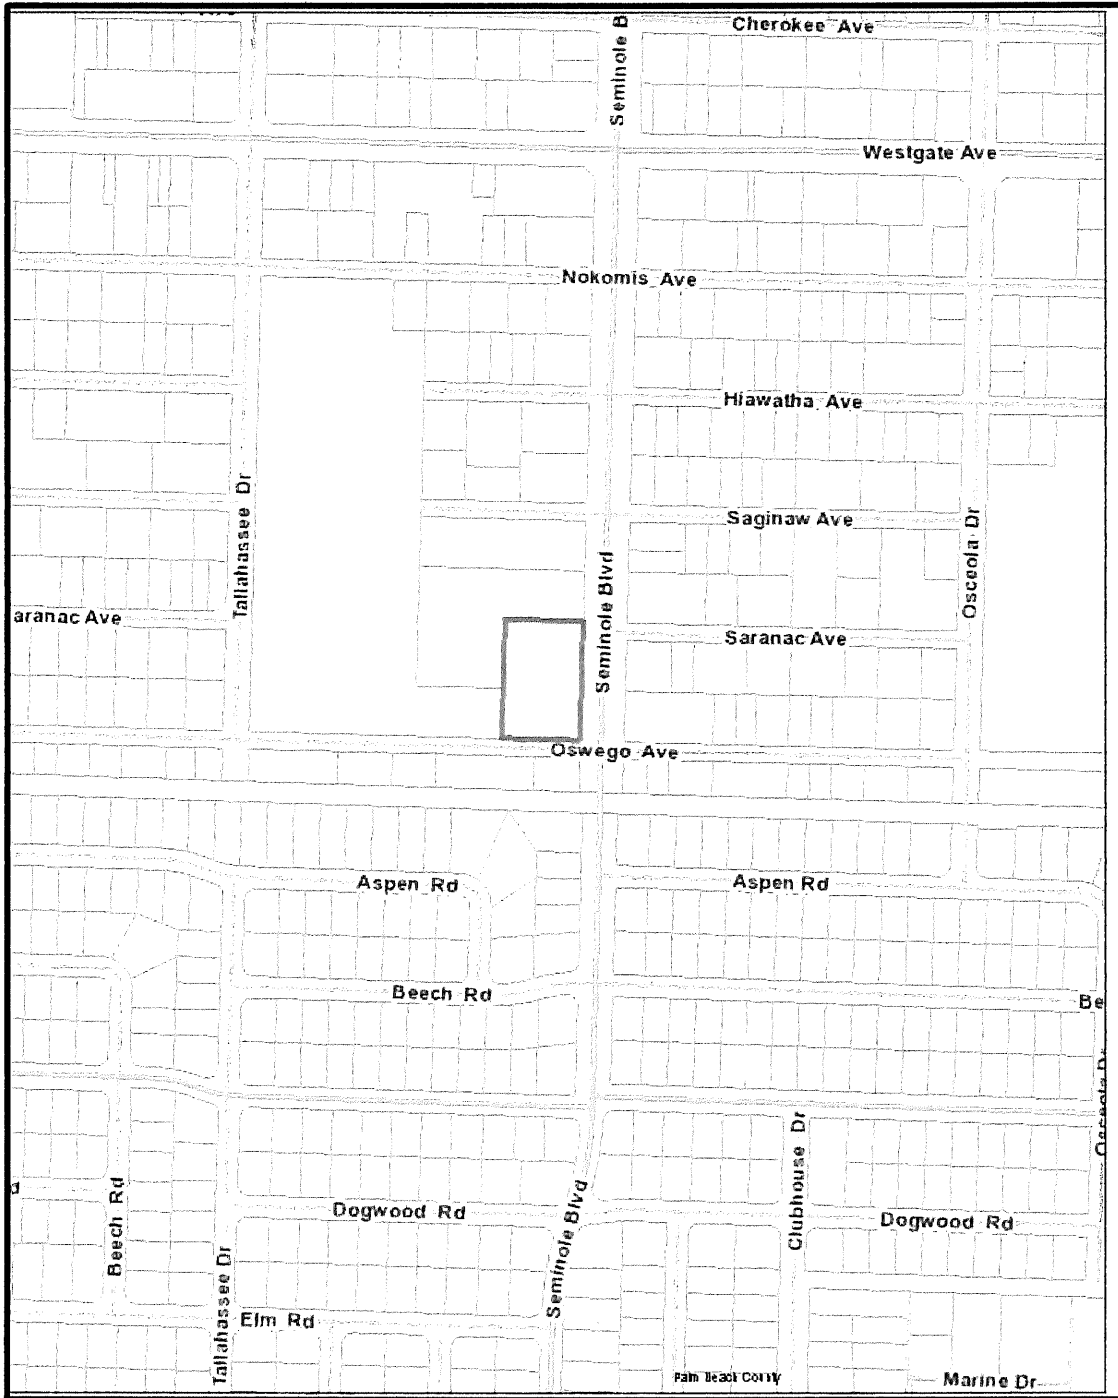 Cherokee Ave
Seminole B
Westgate Ave
Nokomis Ave
Hiawatha Ave
Tallahassee Dr
Saginaw Ave
Osceola Dr
Seminole Blvd
aranac Ave
Saranac Ave
Oswego Ave
Aspen Rd
Aspen Rd
Beech Rd
Be
Osceola Dr
Clubhouse Dr
Beech Rd
Dogwood Rd
Seminole Blvd
Dogwood Rd
Tallahassee Dr
Elm Rd
Palm Beach County
Marine Dr